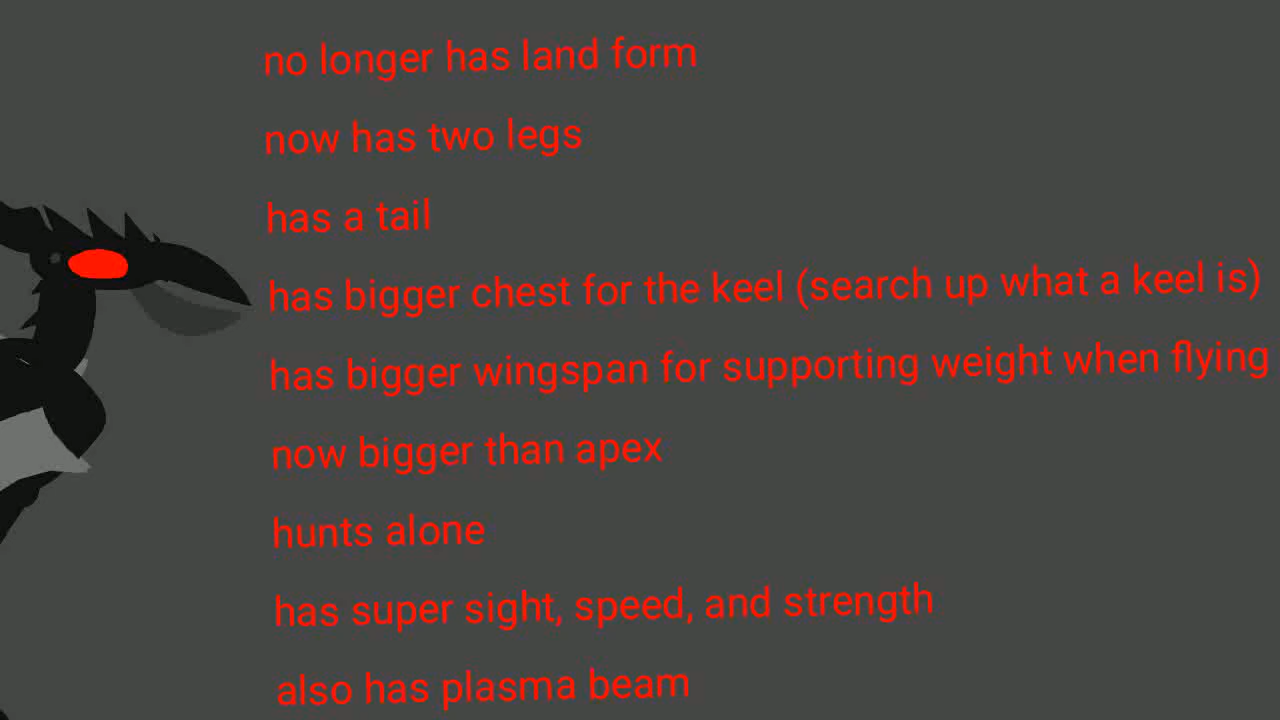 no longer has land form
now has two legs
has a tail
has bigger chest for the keel (search up what a keel is)
has bigger wingspan for supporting weight when flying
now bigger than apex
hunts alone
has super sight, speed, and strength
also has plasma beam